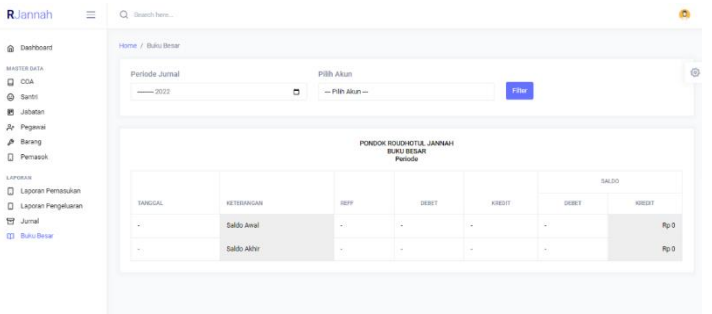 RJannah
Search here...
Dashboard
MASTER DATA
COA
Santri
Jabatan
Pegawai
Barang
Pemasok
LAPORAN
Laporan Pemasukan
Laporan Pengeluaran
Jurnal
Buku Besar
Home / Buku Besar
Periode Jurnal
-------- 2022
Pilih Akun
--- Pilih Akun ---
Filter
PONDOK ROUDHOTUL JANNAH
BUKU BESAR
Periode
SALDO
TANGGAL KETERANGAN REFF DEBET KREDIT DEBET KREDIT
- Saldo Awal - - - - Rp 0
- Saldo Akhir - - - - Rp 0